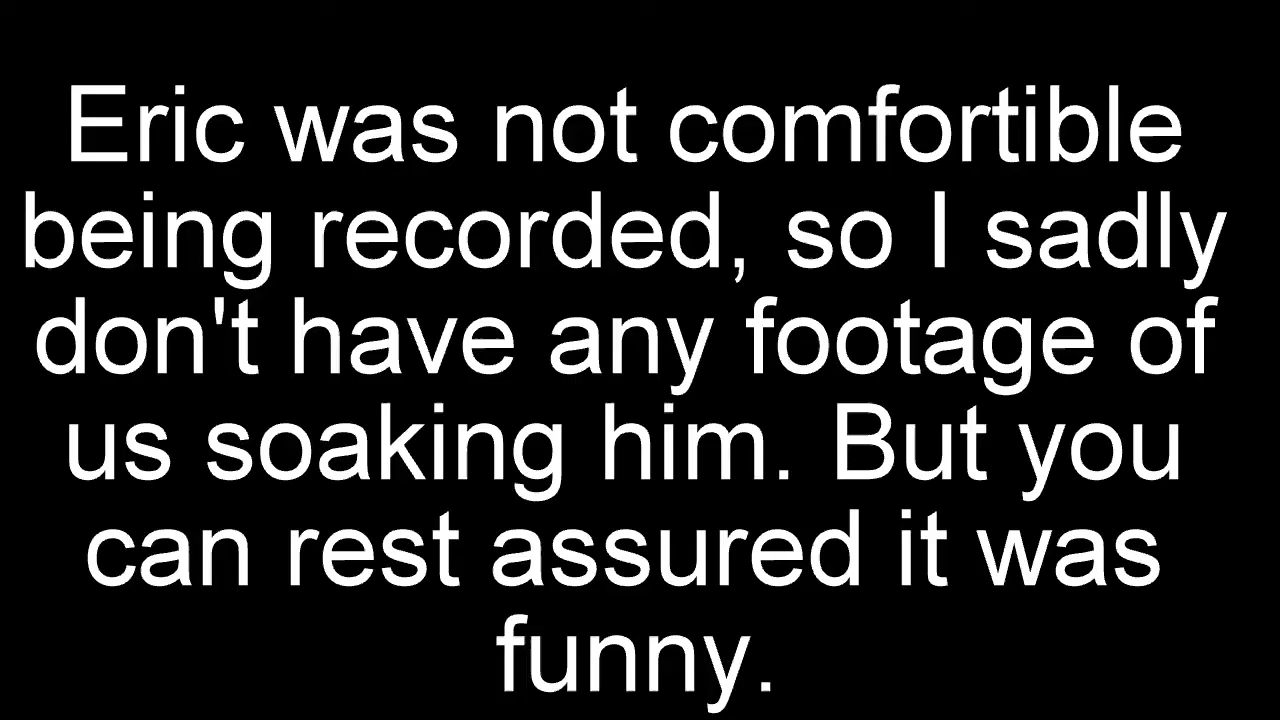 Eric was not comfortible
being recorded, so I sadly
don't have any footage of
us soaking him. But you
can rest assured it was
funny.